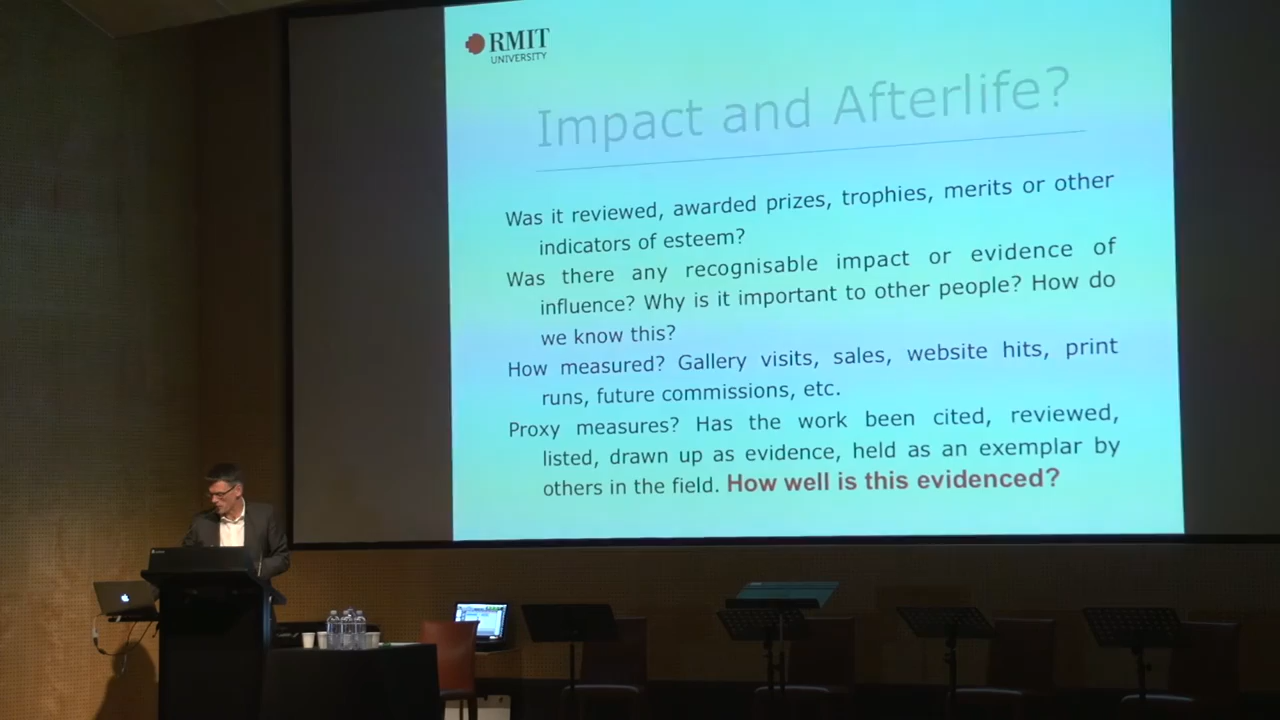 RMIT
UNIVERSITY
Impact and Afterlife?
Was it reviewed, awarded prizes, trophies, merits or other
indicators of esteem?
Was there any recognisable impact or evidence of
influence? Why is it important to other people? How do
we know this?
How measured? Gallery visits, sales, website hits, print
runs, future commissions, etc.
Proxy measures? Has the work been cited, reviewed,
listed, drawn up as evidence, held as an exemplar by
others in the field. How well is this evidenced?